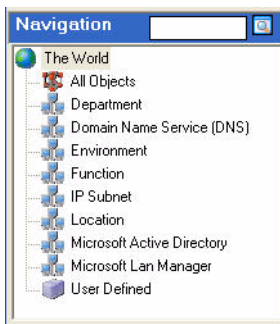 Navigation
The World
All Objects
Department
Domain Name Service (DNS)
Environment
Function
IP Subnet
Location
Microsoft Active Directory
Microsoft Lan Manager
User Defined